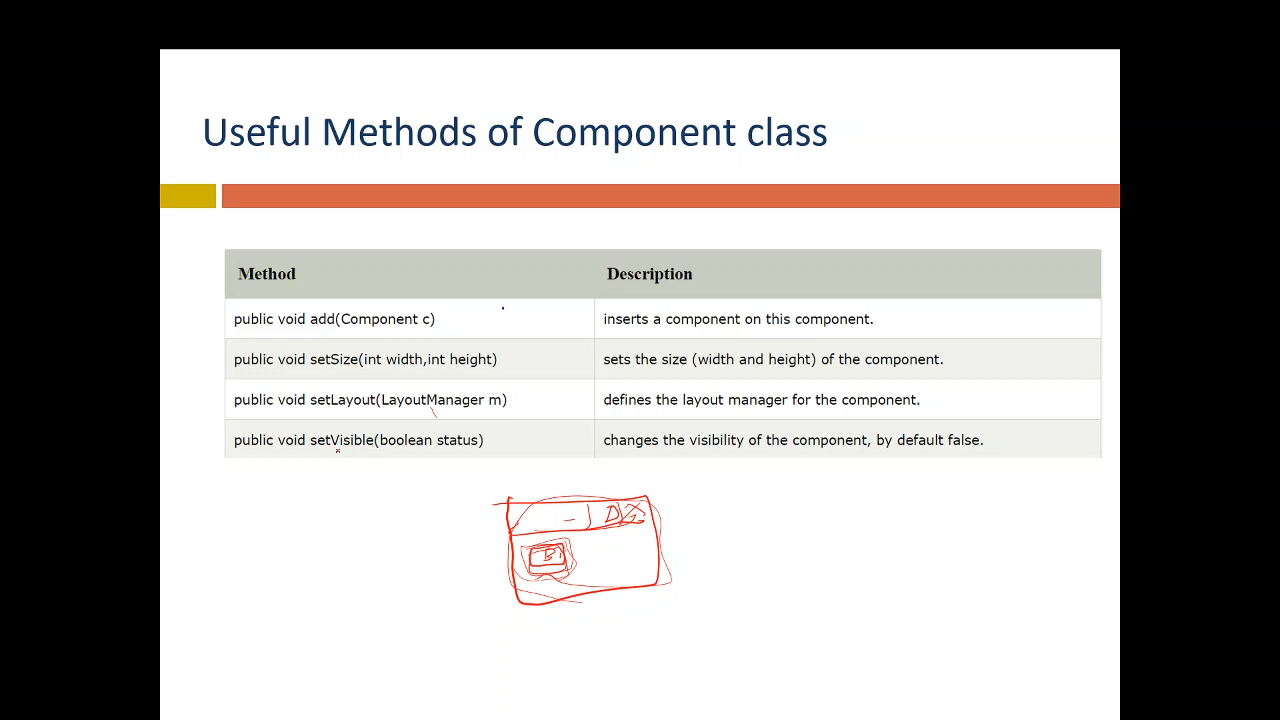 Useful Methods of Component class
Method Description
public void add(Component c) inserts a component on this component.
public void setSize(int width,int height) sets the size (width and height) of the component.
public void setLayout(LayoutManager m) defines the layout manager for the component.
public void setVisible(boolean status) changes the visibility of the component, by default false.